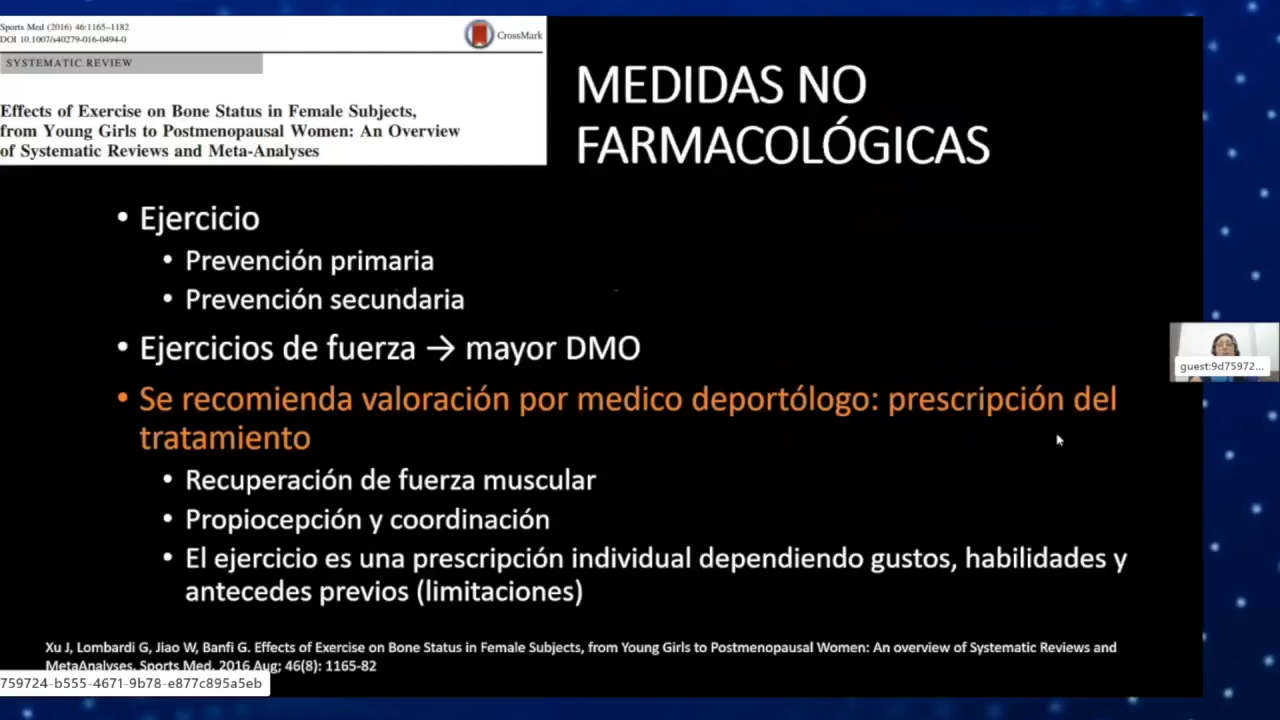 Sports Med (2016) 46:1165–1182
DOI 10.1007/s40279-016-0494-0
CrossMark
SYSTEMATIC REVIEW
Effects of Exercise on Bone Status in Female Subjects,
from Young Girls to Postmenopausal Women: An Overview
of Systematic Reviews and Meta-Analyses
MEDIDAS NO
FARMACOLÓGICAS
• Ejercicio
• Prevención primaria
• Prevención secundaria
• Ejercicios de fuerza → mayor DMO
• Se recomienda valoración por medico deportólogo: prescripción del
tratamiento
• Recuperación de fuerza muscular
• Propiocepción y coordinación
• El ejercicio es una prescripción individual dependiendo gustos, habilidades y
antecedes previos (limitaciones)
guest:9d75972...
Xu J, Lombardi G, Jiao W, Banfi G. Effects of Exercise on Bone Status in Female Subjects, from Young Girls to Postmenopausal Women: An overview of Systematic Reviews and
MetaAnalyses. Sports Med. 2016 Aug; 46(8): 1165-82
759724-b555-4671-9b78-e877c895a5eb